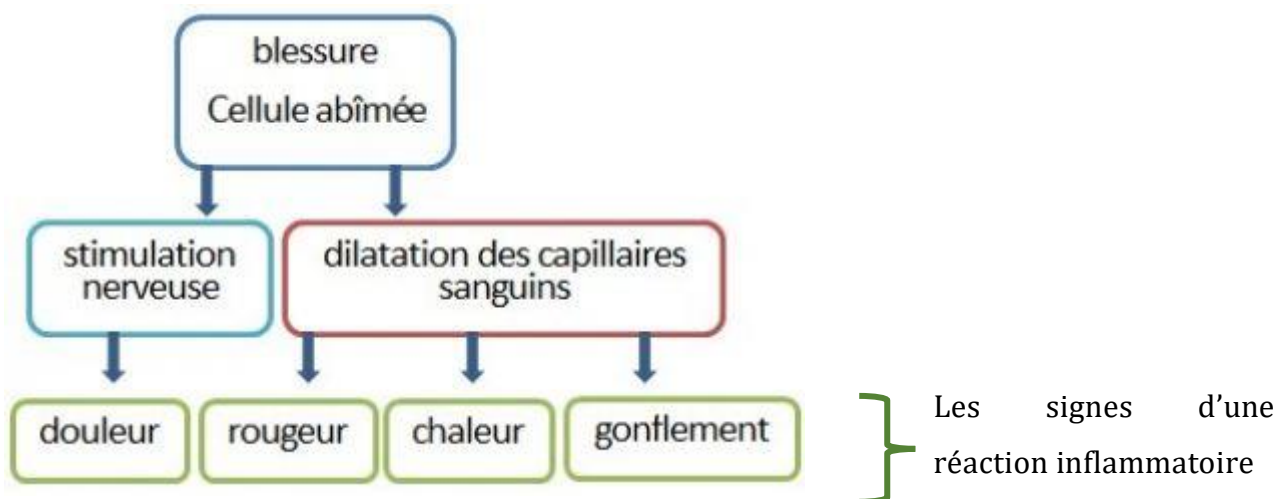 blessure
Cellule abîmée
stimulation
nerveuse
dilatation des capillaires
sanguins
douleur
rougeur
chaleur
gonflement
Les signes d’une
réaction inflammatoire